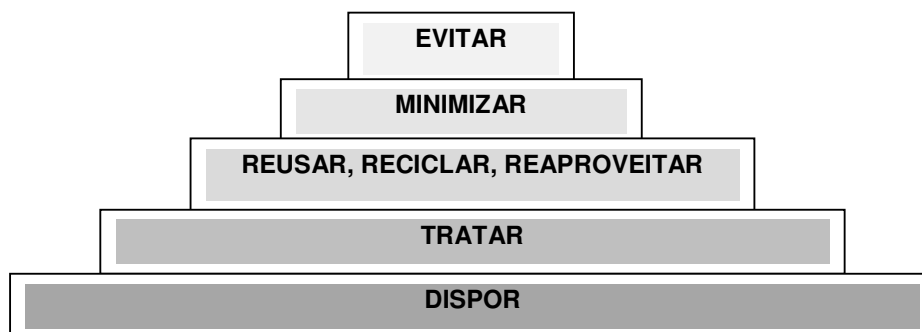 EVITAR
MINIMIZAR
REUSAR, RECICLAR, REAPROVEITAR
TRATAR
DISPOR